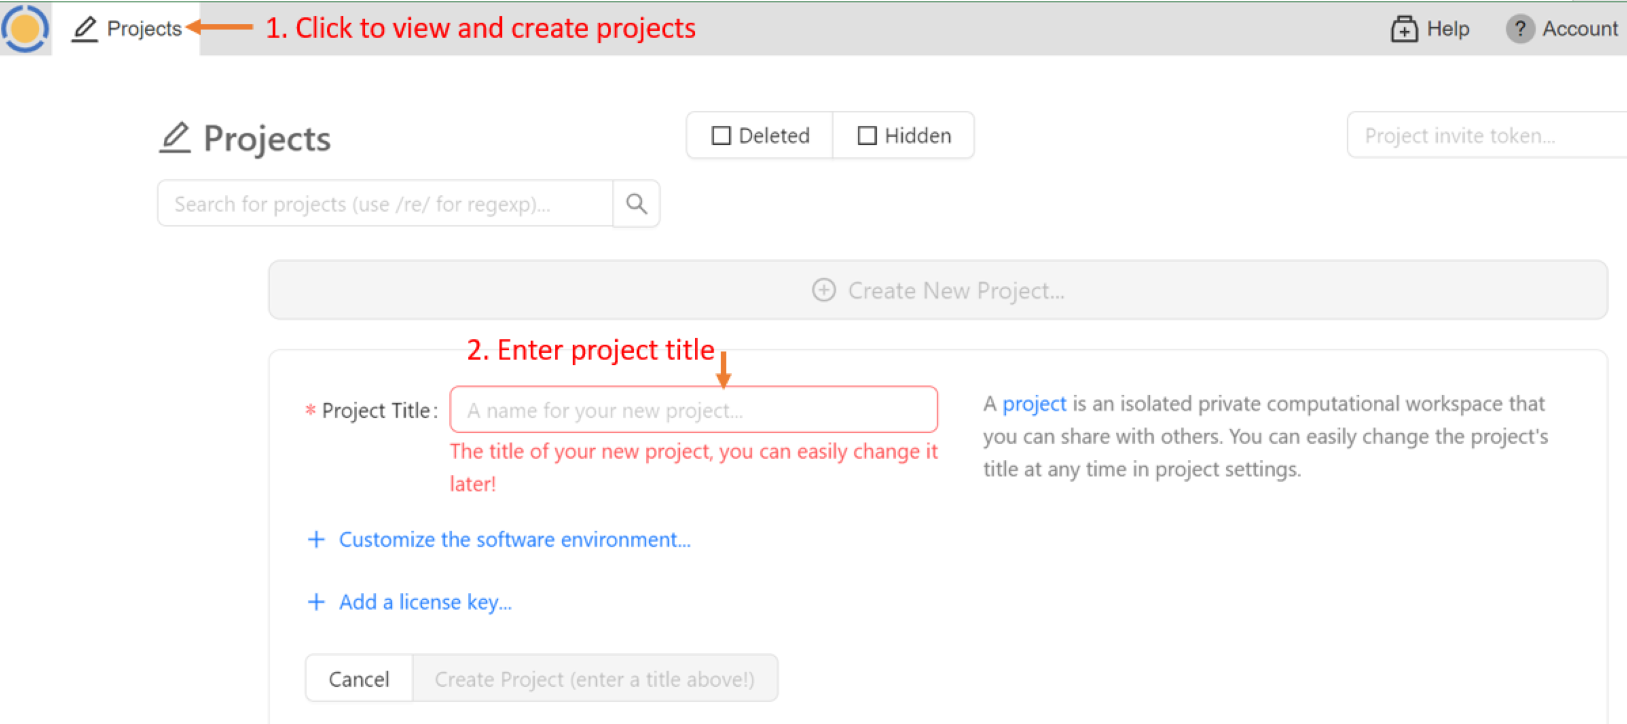 Projects
1. Click to view and create projects
Help
? Account
Projects
Deleted
Hidden
Project invite token...
Search for projects (use /re/ for regexp)...
Create New Project...
2. Enter project title
* Project Title:
A name for your new project...
The title of your new project, you can easily change it
later!
A project is an isolated private computational workspace that
you can share with others. You can easily change the project's
title at any time in project settings.
+ Customize the software environment...
+ Add a license key...
Cancel
Create Project (enter a title above!)